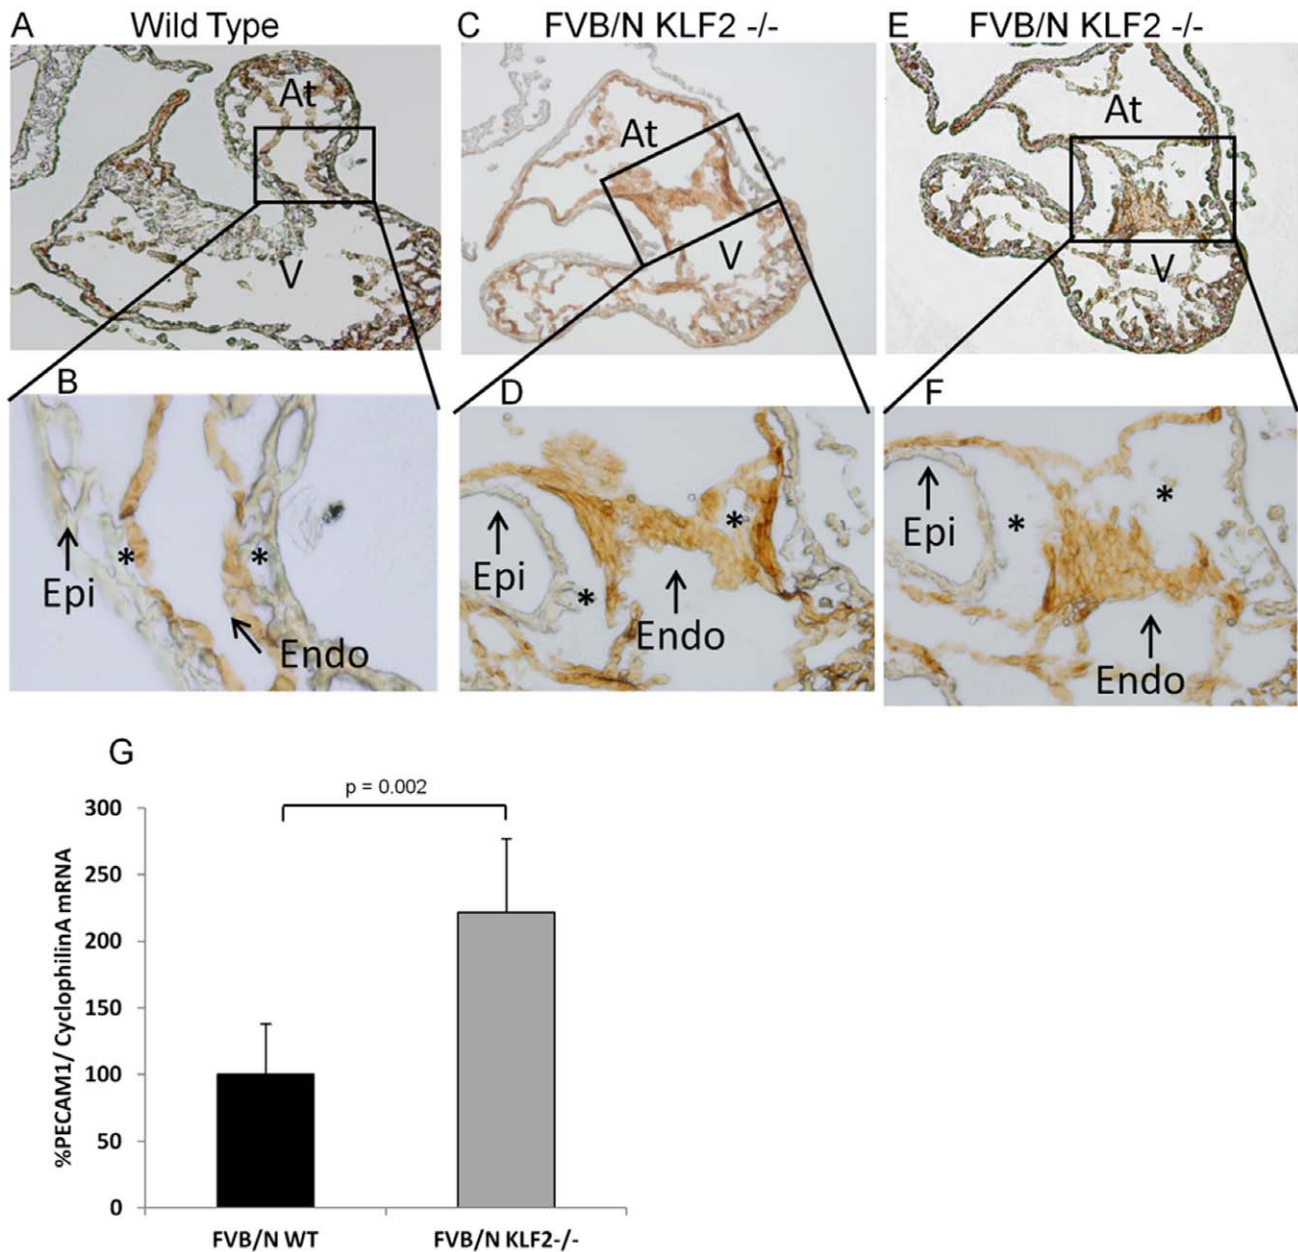 A Wild Type
C FVB/N KLF2 -/-
E FVB/N KLF2 -/-
At
V
At
V
At
V
B
Epi
*
*
Endo
D
Epi
*
*
Endo
F
Epi
*
*
Endo
G
p = 0.002
%PECAM1/ CyclophilinA mRNA
300
250
200
150
100
50
0
FVB/N WT
FVB/N KLF2-/-